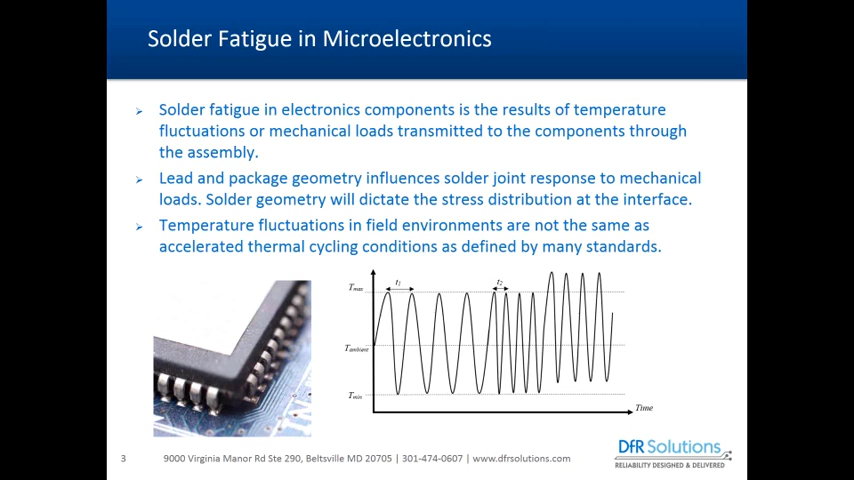 Solder Fatigue in Microelectronics
Solder fatigue in electronics components is the results of temperature
fluctuations or mechanical loads transmitted to the components through
the assembly.
Lead and package geometry influences solder joint response to mechanical
loads. Solder geometry will dictate the stress distribution at the interface.
Temperature fluctuations in field environments are not the same as
accelerated thermal cycling conditions as defined by many standards.
t1
t2
Tmax
Tambient
Tmin
Time
3
9000 Virginia Manor Rd Ste 290, Beltsville MD 20705 | 301-474-0607 | www.dfrsolutions.com
DfR Solutions
RELIABILITY DESIGNED & DELIVERED